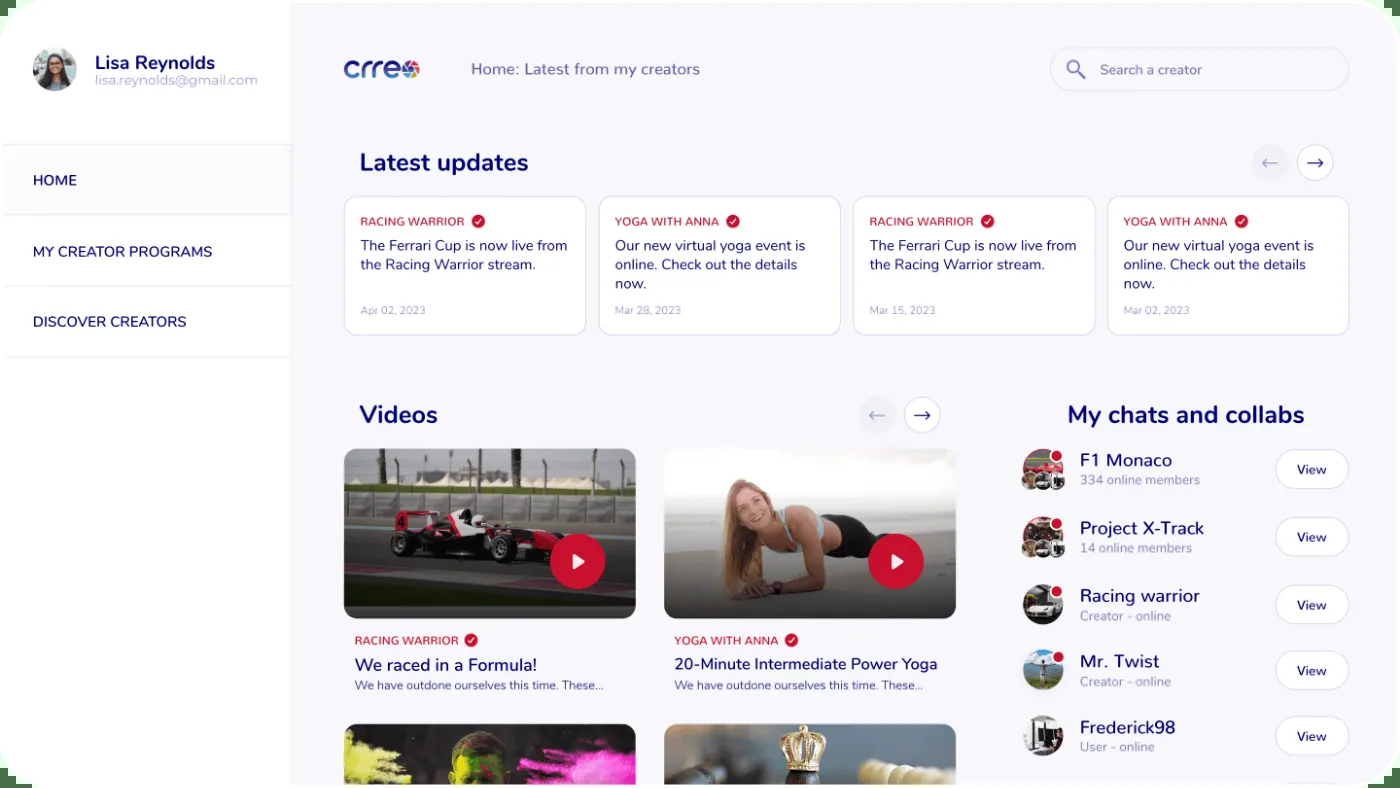 Lisa Reynolds
lisa.reynolds@gmail.com
HOME
MY CREATOR PROGRAMS
DISCOVER CREATORS
crreo
Home: Latest from my creators
Search a creator
Latest updates
RACING WARRIOR
The Ferrari Cup is now live from
the Racing Warrior stream.
Apr 02, 2023
YOGA WITH ANNA
Our new virtual yoga event is
online. Check out the details
now.
Mar 28, 2023
RACING WARRIOR
The Ferrari Cup is now live from
the Racing Warrior stream.
Mar 15, 2023
YOGA WITH ANNA
Our new virtual yoga event is
online. Check out the details
now.
Mar 02, 2023
Videos
4
RACING WARRIOR
We raced in a Formula!
We have outdone ourselves this time. These...
YOGA WITH ANNA
20-Minute Intermediate Power Yoga
We have outdone ourselves this time. These...
My chats and collabs
F1 Monaco
334 online members
View
Project X-Track
14 online members
View
Racing warrior
Creator - online
View
Mr. Twist
Creator - online
View
Frederick98
User - online
View